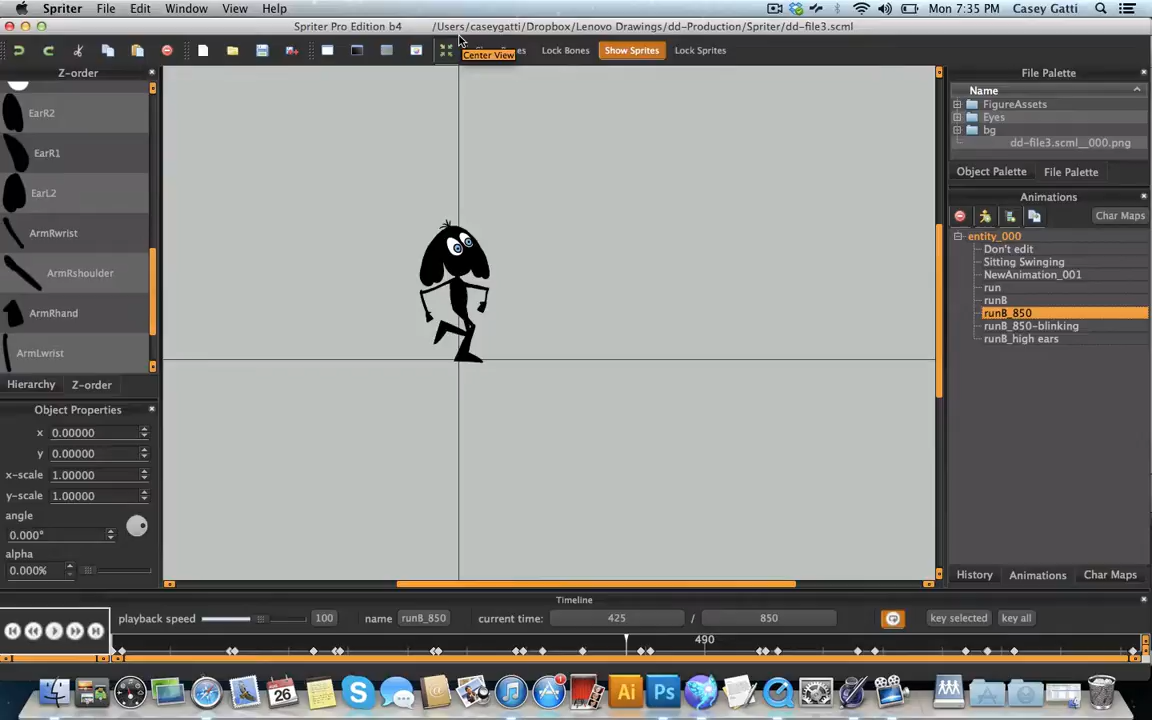 Spriter File Edit Window View Help Mon 7:35 PM Casey Gatti
Spriter Pro Edition b4 /Users/caseygatti/Dropbox/Lenovo Drawings/dd-Production/Spriter/dd-file3.scml
Lock Bones Show Sprites Lock Sprites
Center View
Z-order
EarR2
EarR1
EarL2
ArmRwrist
ArmRshoulder
ArmRhand
ArmLwrist
Hierarchy Z-order
Object Properties
x 0.00000
y 0.00000
x-scale 1.00000
y-scale 1.00000
angle
0.000°
alpha
0.000%
File Palette
Name
FigureAssets
Eyes
bg
dd-file3.scml__000.png
Object Palette File Palette
Animations
Char Maps
entity_000
Don't edit
Sitting Swinging
NewAnimation_001
run
runB
runB_850
runB_850-blinking
runB_high ears
History Animations Char Maps
Timeline
playback speed 100 name runB_850 current time: 425 / 850 key selected key all
490
26
1
Ai Ps